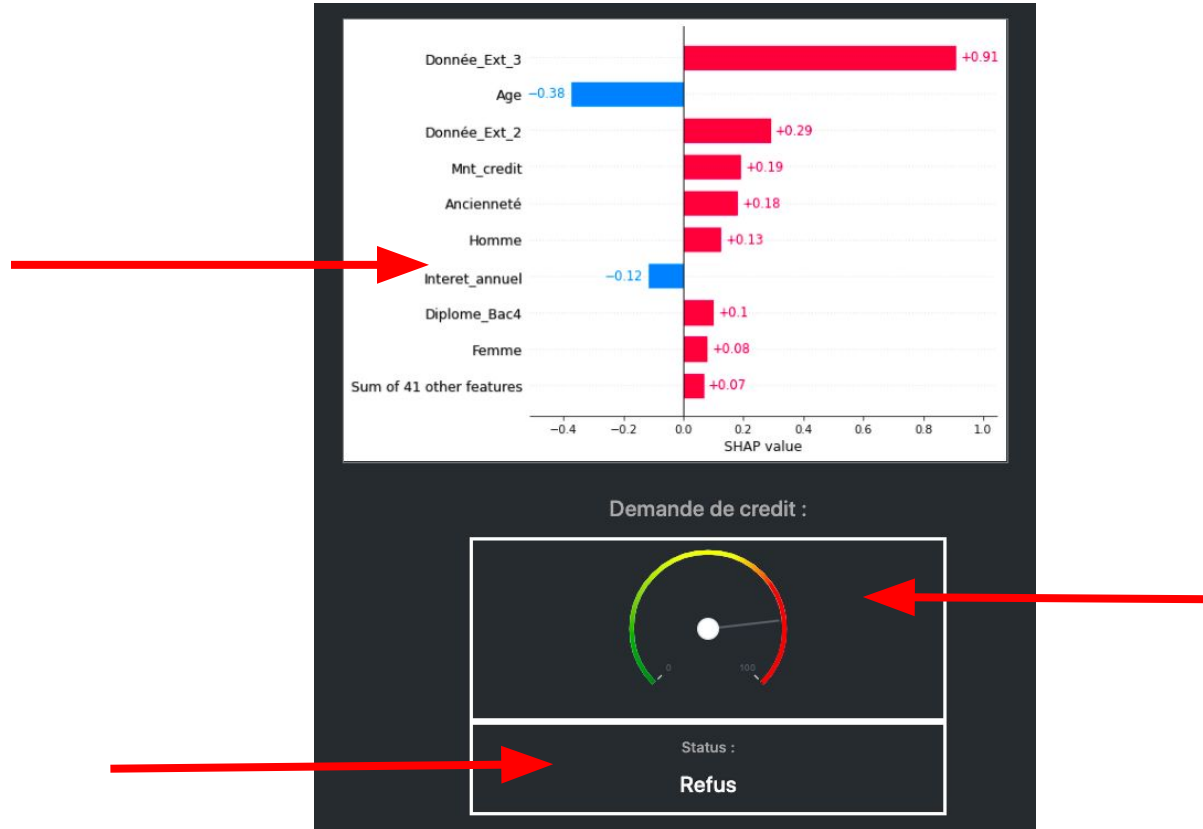 Donnée_Ext_3 +0.91
Age −0.38
Donnée_Ext_2 +0.29
Mnt_credit +0.19
Ancienneté +0.18
Homme +0.13
Interet_annuel −0.12
Diplome_Bac4 +0.1
Femme +0.08
Sum of 41 other features +0.07
−0.4 −0.2 0.0 0.2 0.4 0.6 0.8 1.0
SHAP value
Demande de credit :
0 100
Status :
Refus